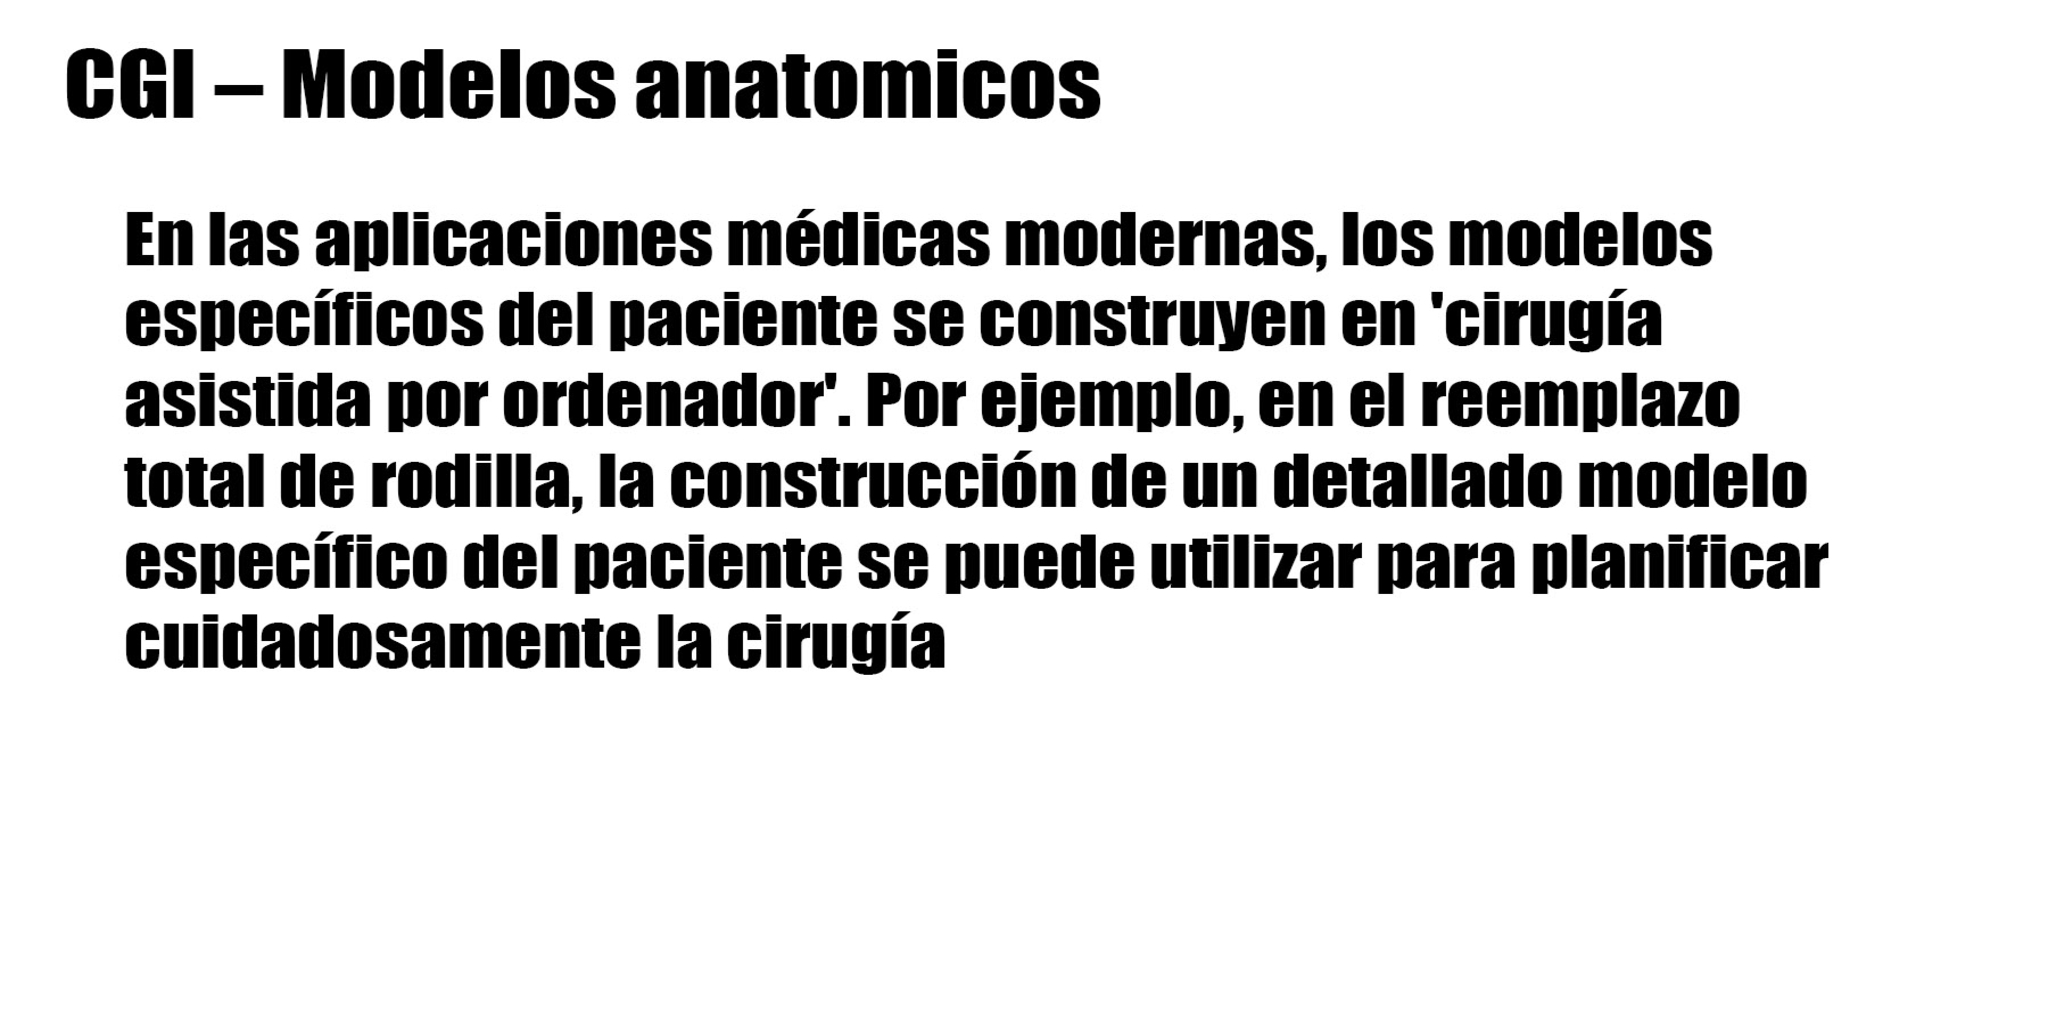 CGI – Modelos anatomicos
En las aplicaciones médicas modernas, los modelos
específicos del paciente se construyen en 'cirugía
asistida por ordenador'. Por ejemplo, en el reemplazo
total de rodilla, la construcción de un detallado modelo
específico del paciente se puede utilizar para planificar
cuidadosamente la cirugía